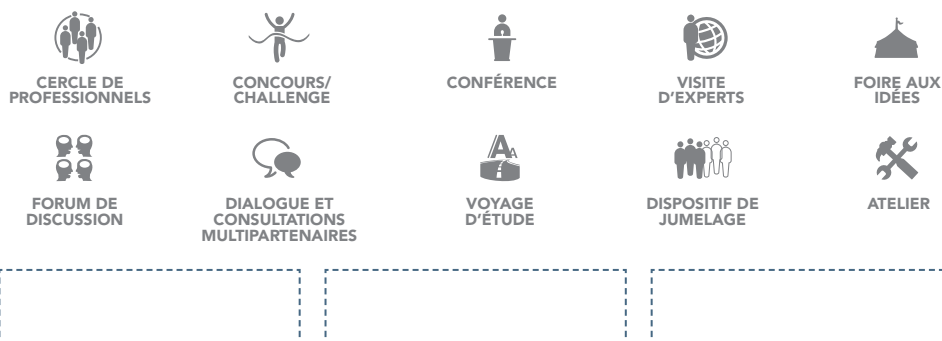 CERCLE DE
PROFESSIONNELS
CONCOURS/
CHALLENGE
CONFÉRENCE
VISITE
D'EXPERTS
FOIRE AUX
IDÉES
FORUM DE
DISCUSSION
DIALOGUE ET
CONSULTATIONS
MULTIPARTENAIRES
VOYAGE
D'ÉTUDE
DISPOSITIF DE
JUMELAGE
ATELIER